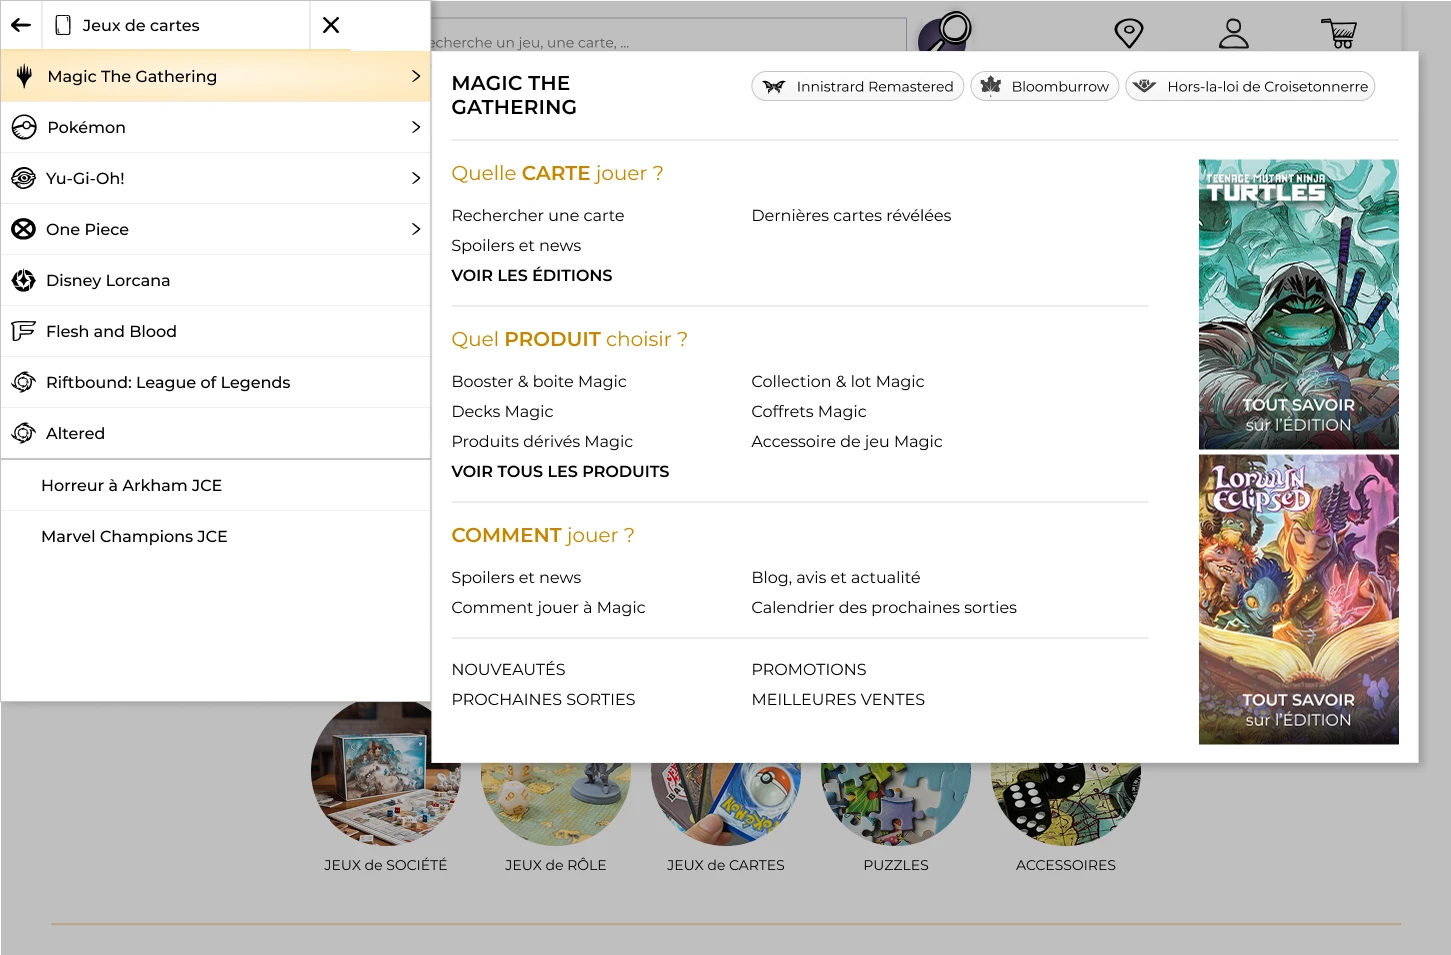 Jeux de cartes
echerche un jeu, une carte, ...
Magic The Gathering
Pokémon
Yu-Gi-Oh!
One Piece
Disney Lorcana
Flesh and Blood
Riftbound: League of Legends
Altered
Horreur à Arkham JCE
Marvel Champions JCE
MAGIC THE
GATHERING
Innistrard Remastered
Bloomburrow
Hors-la-loi de Croisetonnerre
Quelle CARTE jouer ?
Rechercher une carte
Dernières cartes révélées
Spoilers et news
VOIR LES ÉDITIONS
Quel PRODUIT choisir ?
Booster & boite Magic
Collection & lot Magic
Decks Magic
Coffrets Magic
Produits dérivés Magic
Accessoire de jeu Magic
VOIR TOUS LES PRODUITS
COMMENT jouer ?
Spoilers et news
Blog, avis et actualité
Comment jouer à Magic
Calendrier des prochaines sorties
NOUVEAUTÉS
PROMOTIONS
PROCHAINES SORTIES
MEILLEURES VENTES
TEENAGE MUTANT NINJA
TURTLES
TOUT SAVOIR
sur l'ÉDITION
Lorwyn
Eclipsed
TOUT SAVOIR
sur l'ÉDITION
POKÉMON
JEUX de SOCIÉTÉ
JEUX de RÔLE
JEUX de CARTES
PUZZLES
ACCESSOIRES